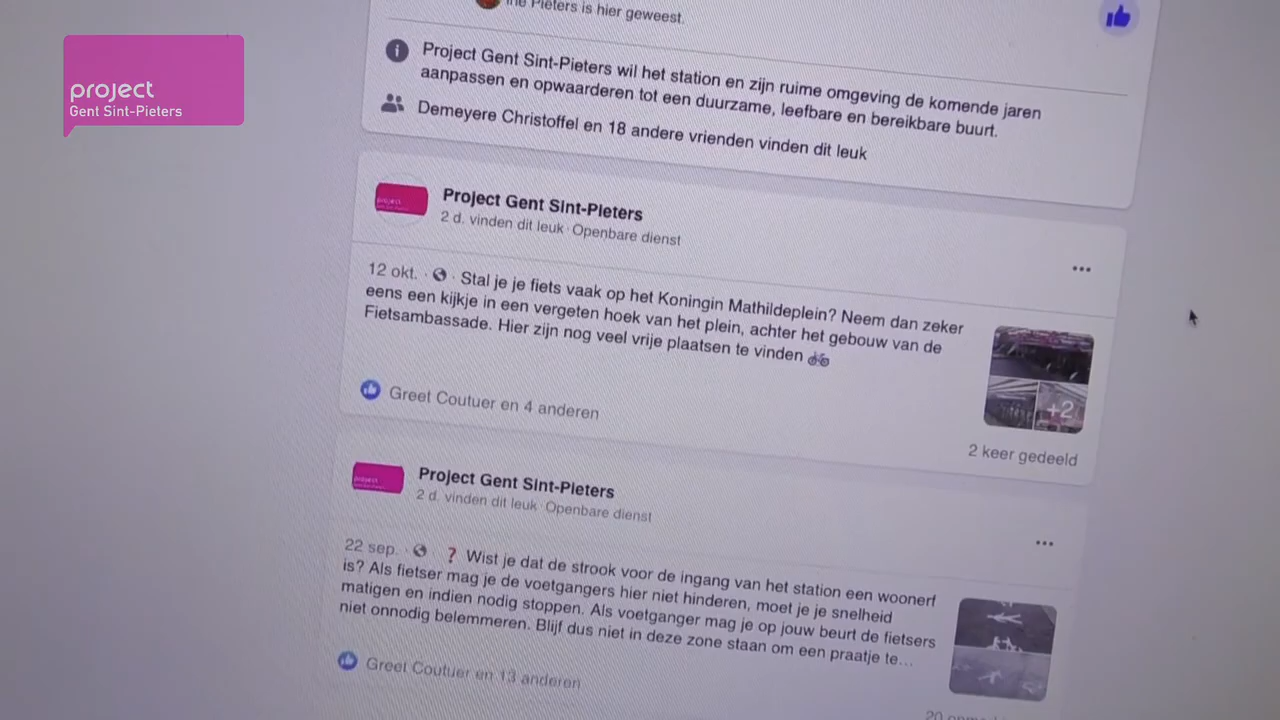 project
Gent Sint-Pieters
Pieters is hier geweest.
Project Gent Sint-Pieters wil het station en zijn ruime omgeving de komende jaren
aanpassen en opwaarderen tot een duurzame, leefbare en bereikbare buurt.
Demeyere Christoffel en 18 andere vrienden vinden dit leuk
project
Project Gent Sint-Pieters
2 d. vinden dit leuk · Openbare dienst
12 okt. · Stal je je fiets vaak op het Koningin Mathildeplein? Neem dan zeker
eens een kijkje in een vergeten hoek van het plein, achter het gebouw van de
Fietsambassade. Hier zijn nog veel vrije plaatsen te vinden 🚲
+2
Greet Coutuer en 4 anderen
2 keer gedeeld
project
Project Gent Sint-Pieters
2 d. vinden dit leuk · Openbare dienst
22 sep. · ❓ Wist je dat de strook voor de ingang van het station een woonerf
is? Als fietser mag je de voetgangers hier niet hinderen, moet je je snelheid
matigen en indien nodig stoppen. Als voetganger mag je op jouw beurt de fietsers
niet onnodig belemmeren. Blijf dus niet in deze zone staan om een praatje te…
Greet Coutuer en 13 anderen